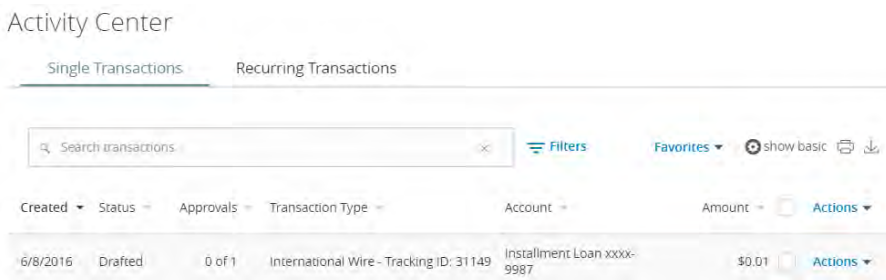 Activity Center
Single Transactions Recurring Transactions
Search transactions Filters Favorites show basic
Created Status Approvals Transaction Type Account Amount Actions
6/8/2016 Drafted 0 of 1 International Wire - Tracking ID: 31149 Installment Loan xxxx- $0.01 Actions
9987